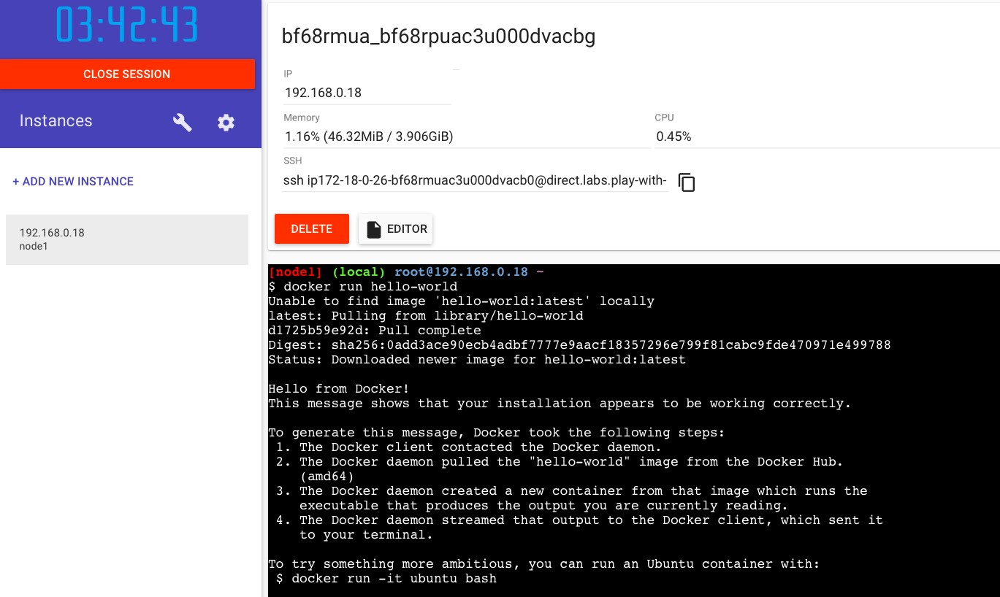 03:42:43
CLOSE SESSION
Instances
+ ADD NEW INSTANCE
192.168.0.18
node1
bf68rmua_bf68rpuac3u000dvacbg
IP
192.168.0.18
Memory
1.16% (46.32MiB / 3.906GiB)
CPU
0.45%
SSH
ssh ip172-18-0-26-bf68rmuac3u000dvacb0@direct.labs.play-with-
DELETE
EDITOR
[node1] (local) root@192.168.0.18 ~
$ docker run hello-world
Unable to find image 'hello-world:latest' locally
latest: Pulling from library/hello-world
d1725b59e92d: Pull complete
Digest: sha256:0add3ace90ecb4adbf7777e9aacf18357296e799f81cabc9fde470971e499788
Status: Downloaded newer image for hello-world:latest
Hello from Docker!
This message shows that your installation appears to be working correctly.
To generate this message, Docker took the following steps:
1. The Docker client contacted the Docker daemon.
2. The Docker daemon pulled the "hello-world" image from the Docker Hub.
(amd64)
3. The Docker daemon created a new container from that image which runs the
executable that produces the output you are currently reading.
4. The Docker daemon streamed that output to the Docker client, which sent it
to your terminal.
To try something more ambitious, you can run an Ubuntu container with:
$ docker run -it ubuntu bash